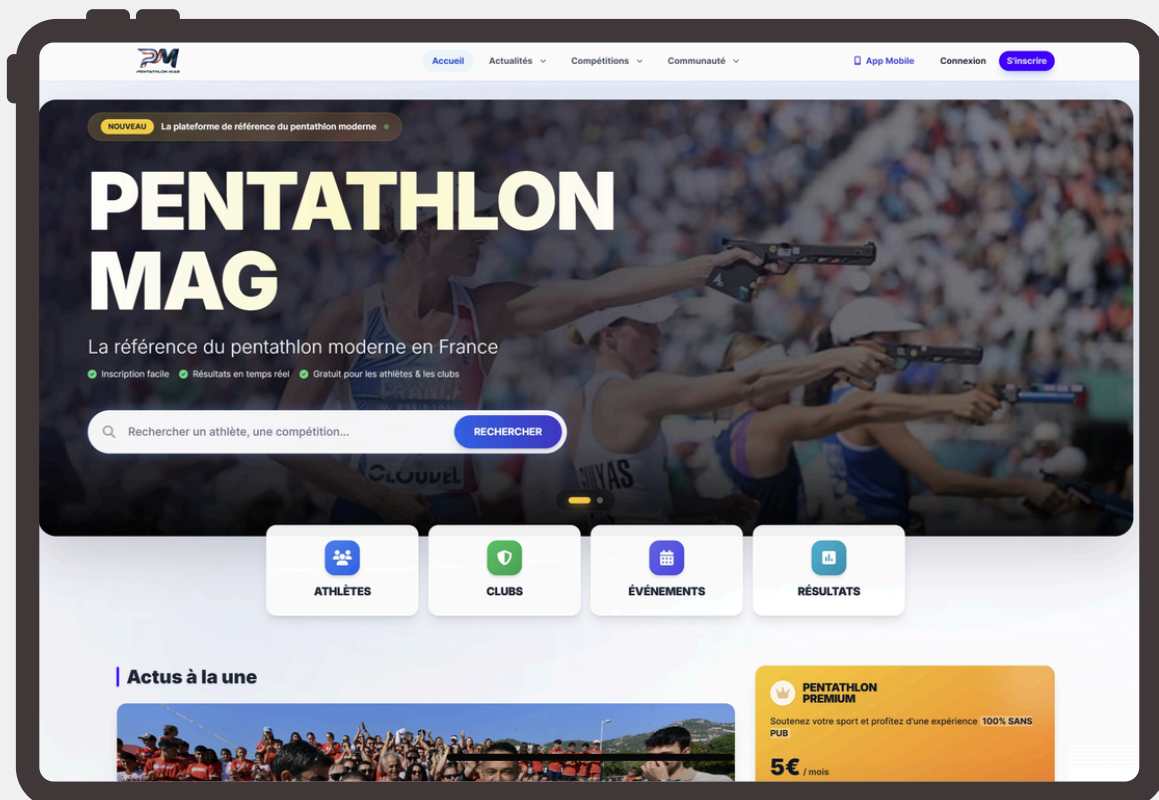 PENTATHLON MAG
Accueil
Actualités
Compétitions
Communauté
App Mobile
Connexion
S'inscrire
NOUVEAU
La plateforme de référence du pentathlon moderne
PENTATHLON
MAG
La référence du pentathlon moderne en France
Inscription facile
Résultats en temps réel
Gratuit pour les athlètes & les clubs
Rechercher un athlète, une compétition...
RECHERCHER
CLOUDEL
GULYAS
ATHLÈTES
CLUBS
ÉVÉNEMENTS
RÉSULTATS
Actus à la une
PENTATHLON
PREMIUM
Soutenez votre sport et profitez d'une expérience 100% SANS
PUB
5€ / mois